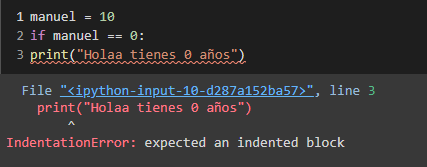 1 manuel = 10
2 if manuel == 0:
3 print("Holaa tienes 0 años")
File "<ipython-input-10-d287a152ba57>", line 3
print("Holaa tienes 0 años")
^
IndentationError: expected an indented block